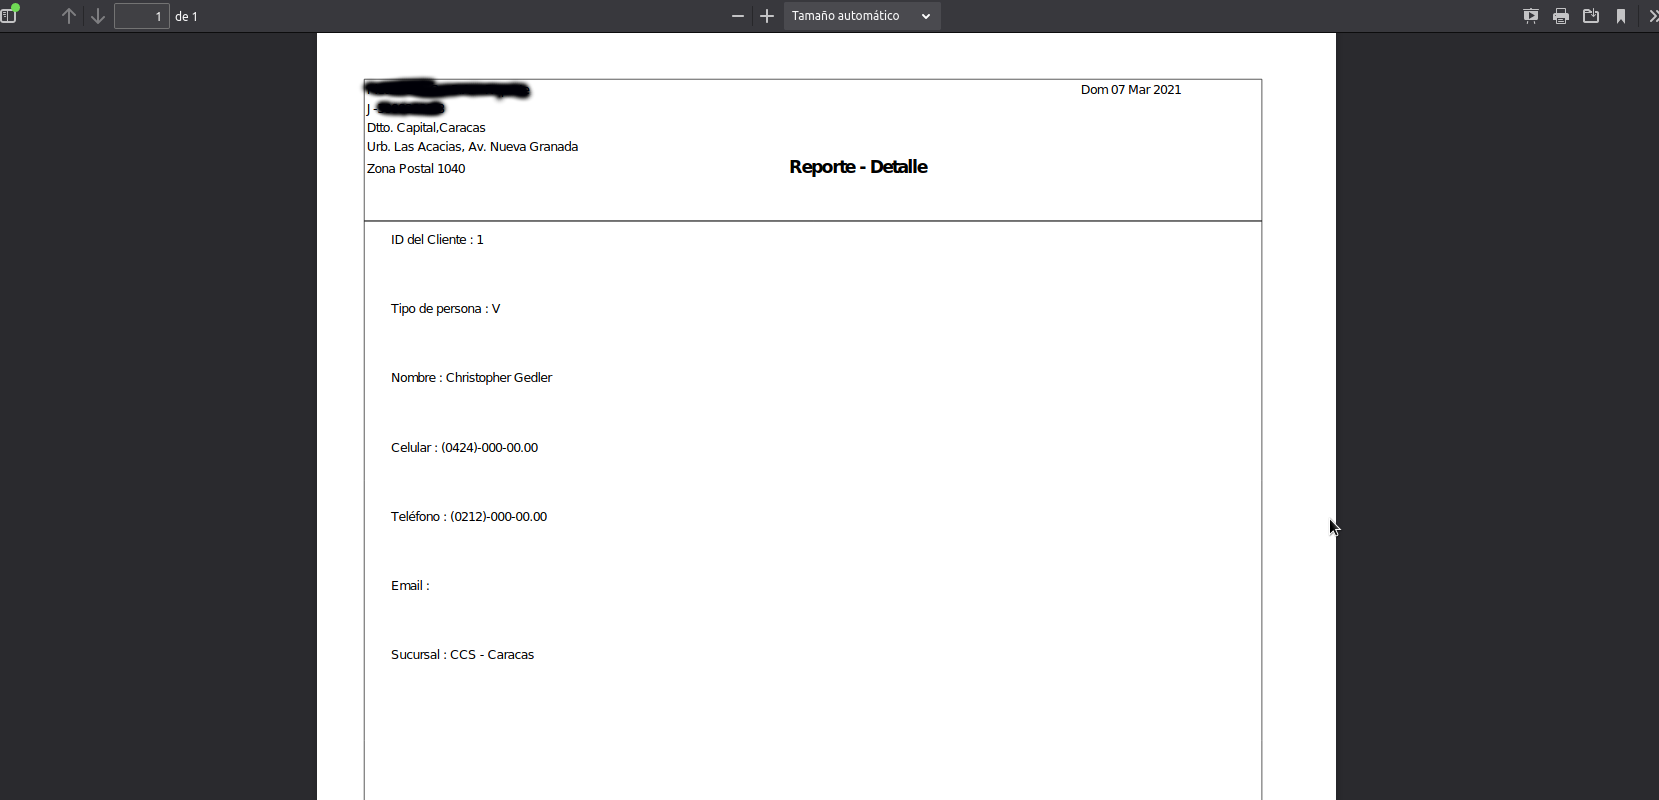 1 de 1
Tamaño automático
Dom 07 Mar 2021
J -
Dtto. Capital,Caracas
Urb. Las Acacias, Av. Nueva Granada
Zona Postal 1040
Reporte - Detalle
ID del Cliente : 1
Tipo de persona : V
Nombre : Christopher Gedler
Celular : (0424)-000-00.00
Teléfono : (0212)-000-00.00
Email :
Sucursal : CCS - Caracas